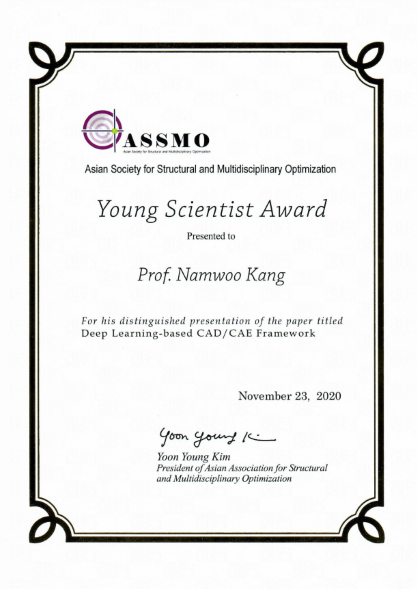 ASSMO
Asian Society for Structural and Multidisciplinary Optimization
Asian Society for Structural and Multidisciplinary Optimization
Young Scientist Award
Presented to
Prof. Namwoo Kang
For his distinguished presentation of the paper titled
Deep Learning-based CAD/CAE Framework
November 23, 2020
Yoon Young Ki
Yoon Young Kim
President of Asian Association for Structural
and Multidisciplinary Optimization